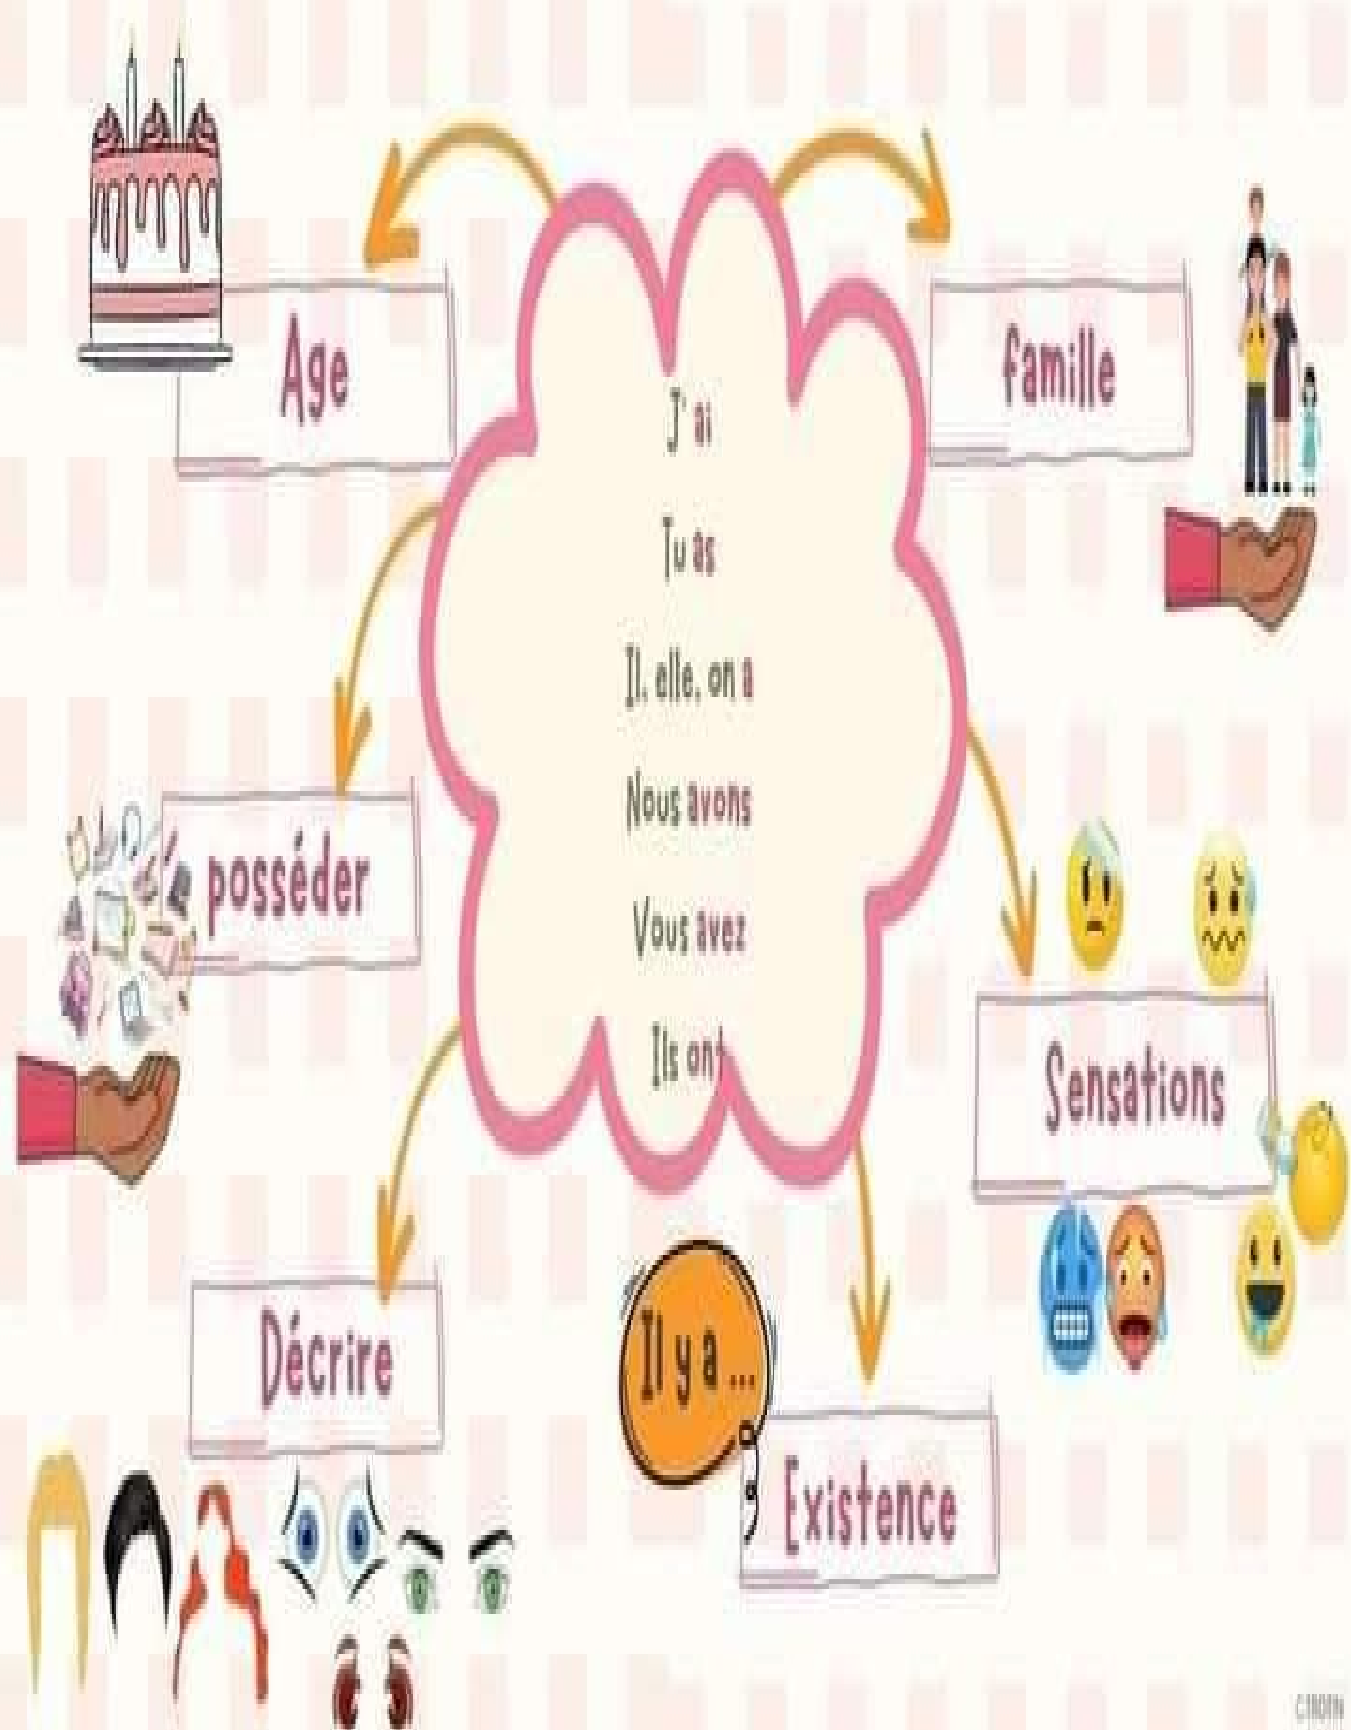 Age
famille
J'ai
Tu as
Il, elle, on a
Nous avons
Vous avez
Ils ont
posséder
Sensations
Décrire
Il y a ...
Existence